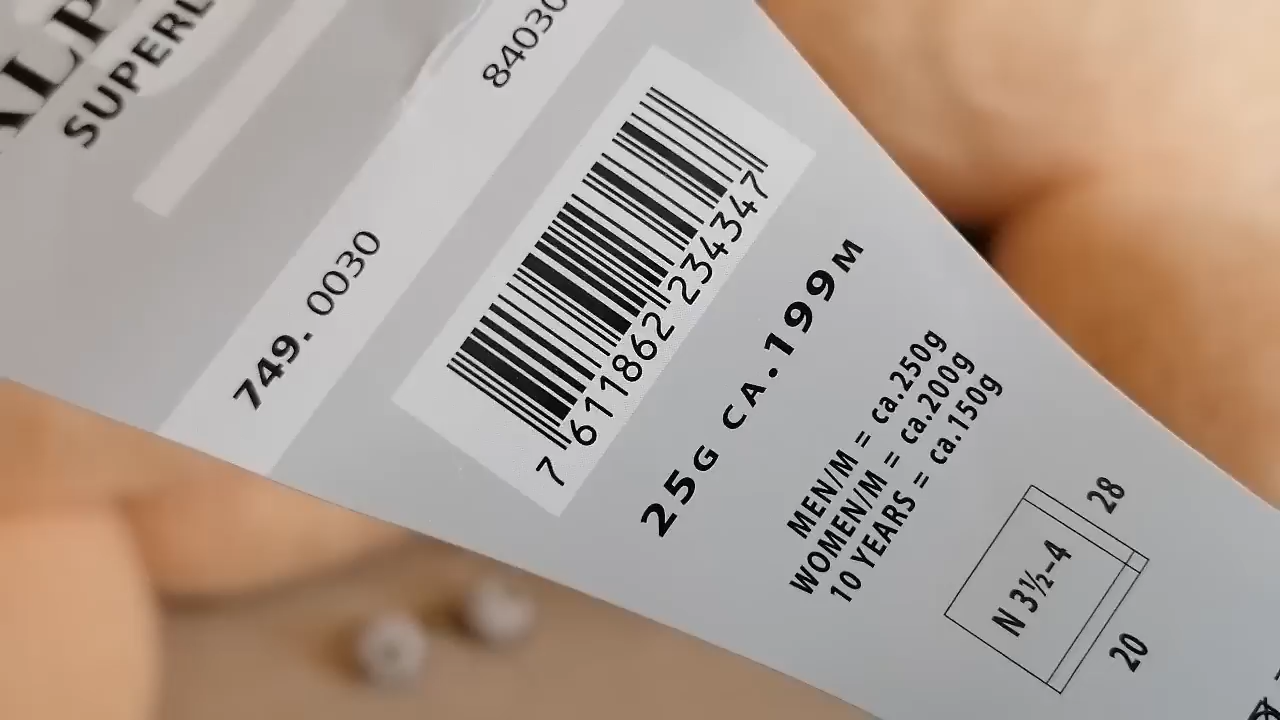 749. 0030
84030
7 611862 234347
25G CA.199M
MEN/M = ca.250g
WOMEN/M = ca.200g
10 YEARS = ca.150g
N 3½-4
28
20